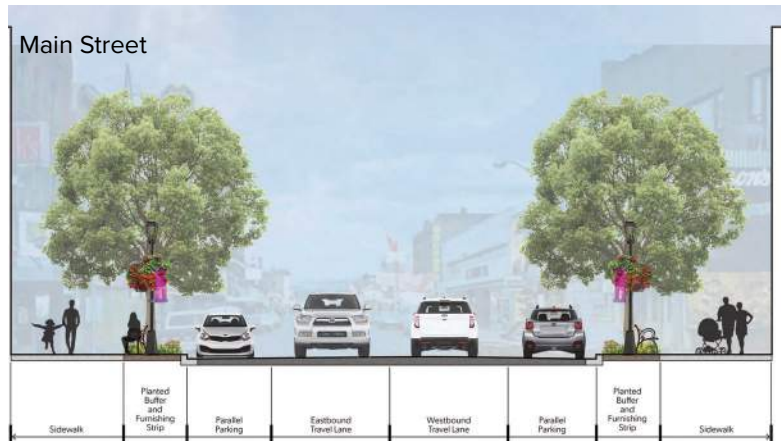 Main Street
Sidewalk
Planted
Buffer
and
Furnishing
Strip
Parallel
Parking
Eastbound
Travel Lane
Westbound
Travel Lane
Parallel
Parking
Planted
Buffer
and
Furnishing
Strip
Sidewalk